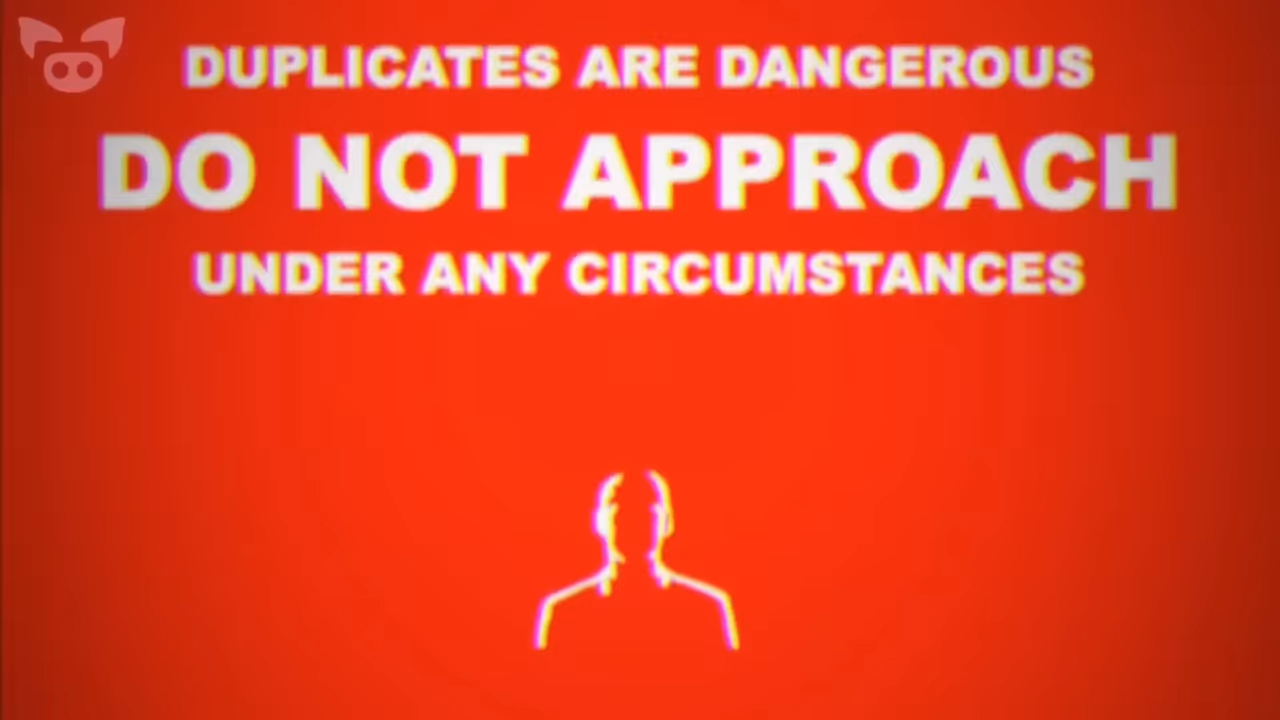 DUPLICATES ARE DANGEROUS
DO NOT APPROACH
UNDER ANY CIRCUMSTANCES